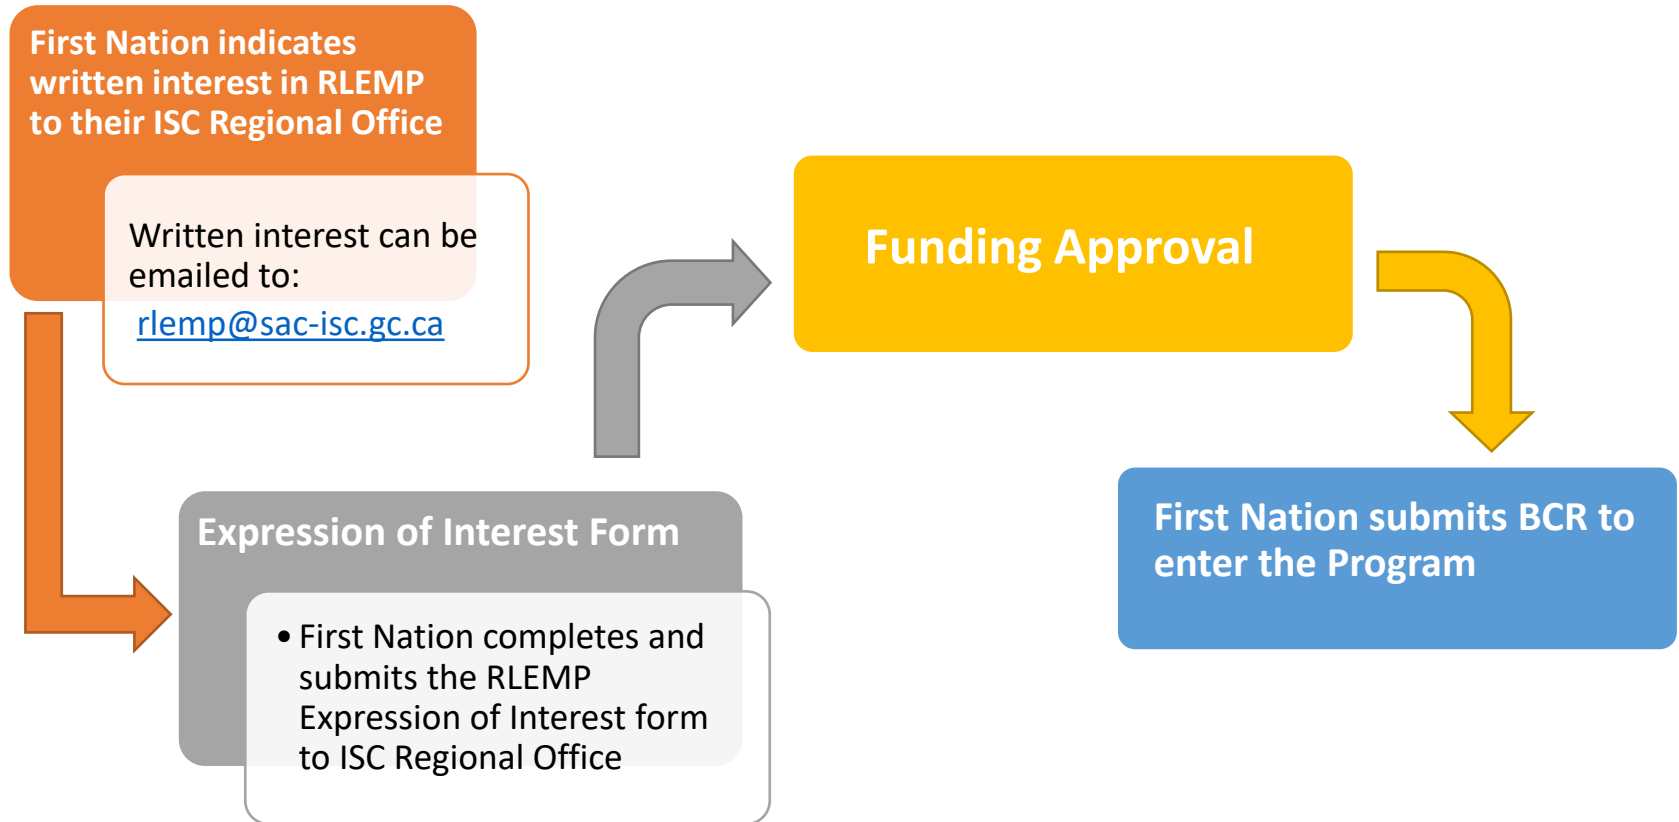 First Nation indicates
written interest in RLEMP
to their ISC Regional Office
Written interest can be
emailed to:
rlemp@sac-isc.gc.ca
Expression of Interest Form
• First Nation completes and
submits the RLEMP
Expression of Interest form
to ISC Regional Office
Funding Approval
First Nation submits BCR to
enter the Program